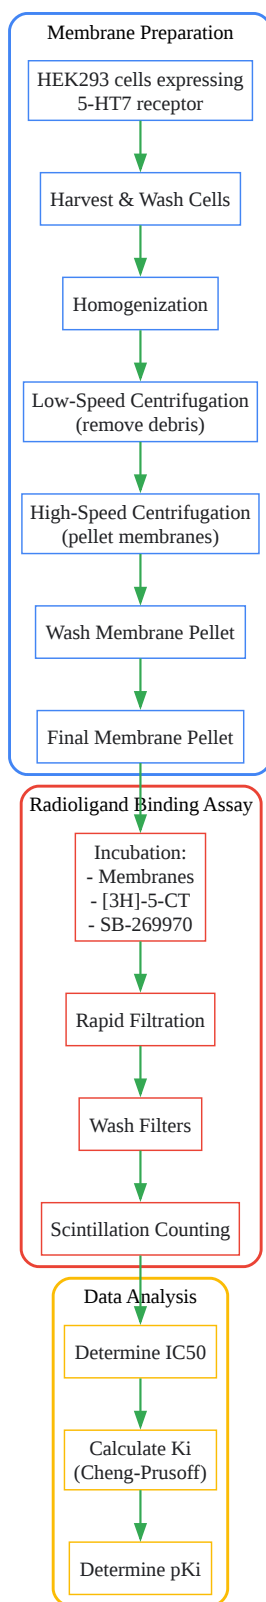 Membrane Preparation
HEK293 cells expressing
5-HT7 receptor
Harvest & Wash Cells
Homogenization
Low-Speed Centrifugation
(remove debris)
High-Speed Centrifugation
(pellet membranes)
Wash Membrane Pellet
Final Membrane Pellet
Radioligand Binding Assay
Incubation:
- Membranes
- [3H]-5-CT
- SB-269970
Rapid Filtration
Wash Filters
Scintillation Counting
Data Analysis
Determine IC50
Calculate Ki
(Cheng-Prusoff)
Determine pKi